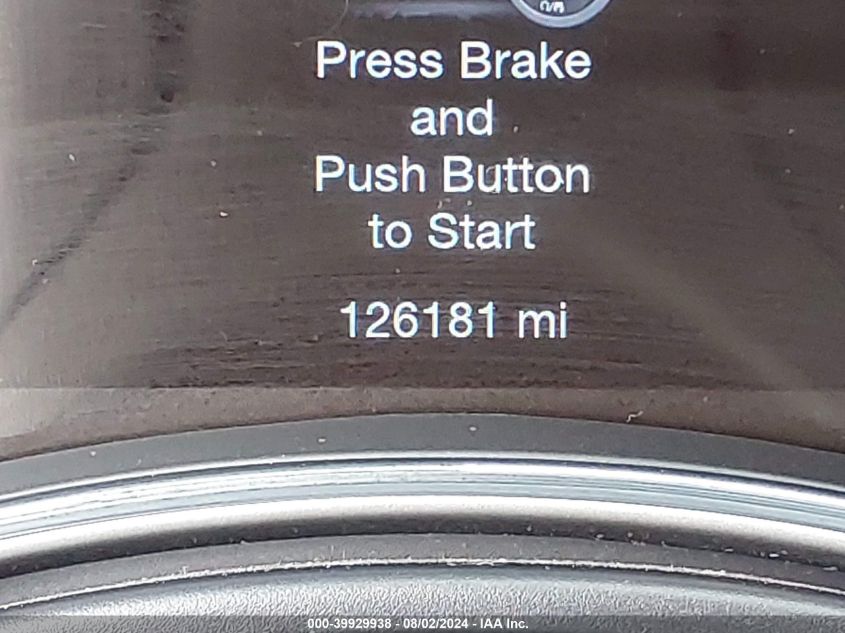 Press Brake
and
Push Button
to Start
126181 mi
000-39929938 - 08/02/2024 - IAA Inc.